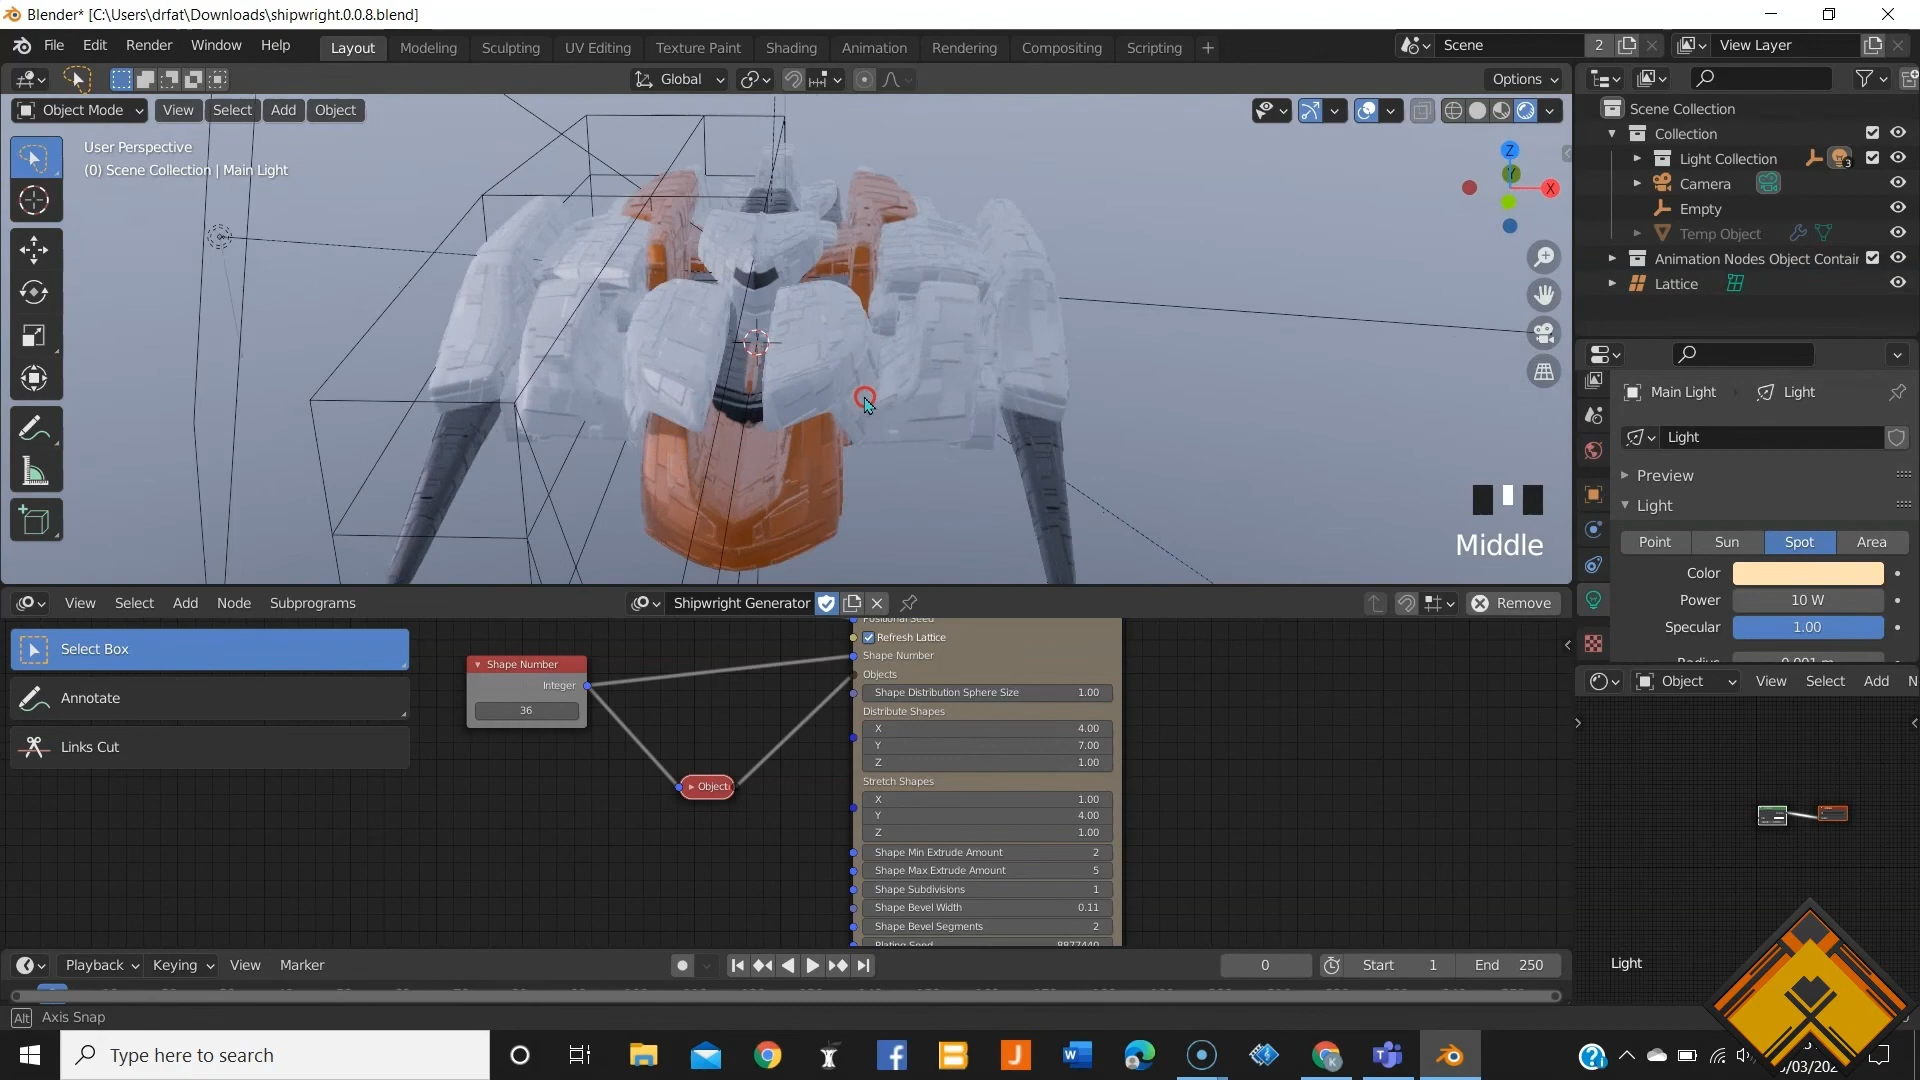 Blender* [C:\Users\drfat\Downloads\shipwright.0.0.8.blend]
File Edit Render Window Help Layout Modeling Sculpting UV Editing Texture Paint Shading Animation Rendering Compositing Scripting + Scene 2 View Layer
Global Options
Object Mode View Select Add Object
User Perspective
(0) Scene Collection | Main Light
Z
Y
X
Middle
Scene Collection
Collection
Light Collection 3
Camera
Empty
Temp Object
Animation Nodes Object Contair
Lattice
Main Light Light
Light
Preview
Light
Point Sun Spot Area
Color
Power 10 W
Specular 1.00
View Select Add Node Subprograms Shipwright Generator Remove
Select Box
Annotate
Links Cut
Shape Number
Integer
36
Object
Positional Seed
Refresh Lattice
Shape Number
Objects
Shape Distribution Sphere Size 1.00
Distribute Shapes
X 4.00
Y 7.00
Z 1.00
Stretch Shapes
X 1.00
Y 4.00
Z 1.00
Shape Min Extrude Amount 2
Shape Max Extrude Amount 5
Shape Subdivisions 1
Shape Bevel Width 0.11
Shape Bevel Segments 2
Plating Seed 8877440
Object View Select Add N
Light
Playback Keying View Marker 0 Start 1 End 250
Alt Axis Snap
Type here to search